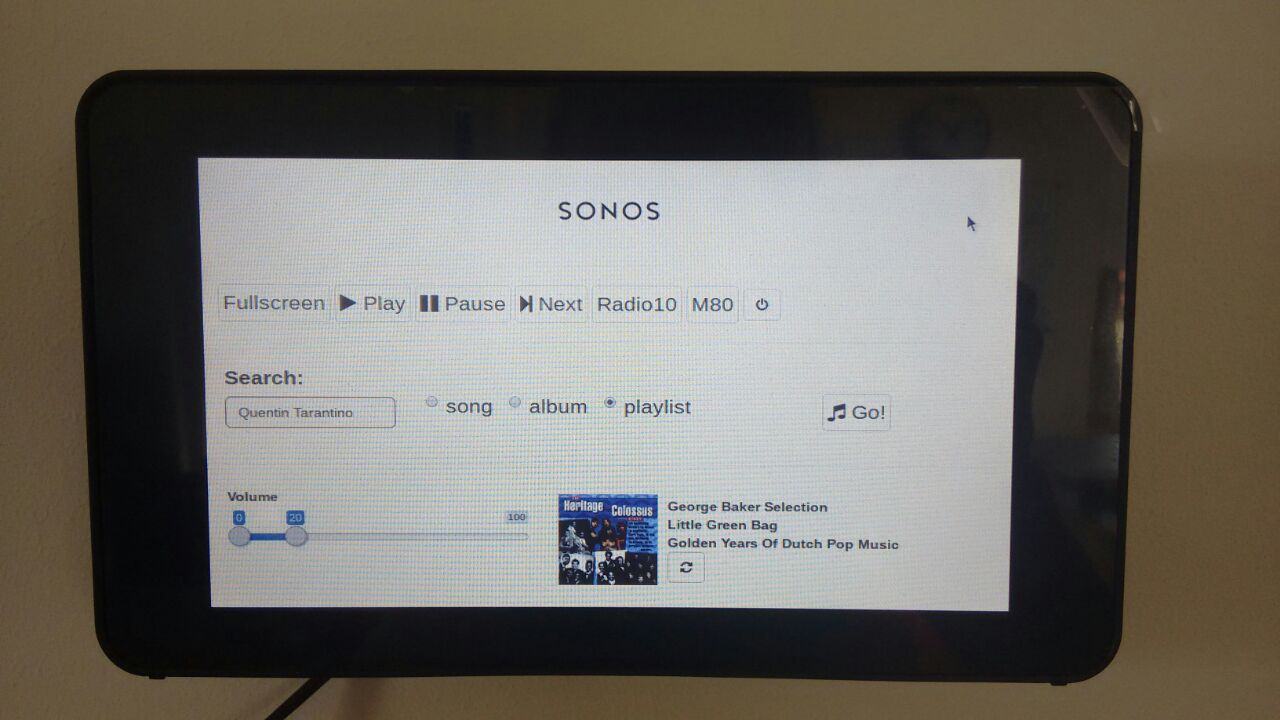 SONOS
Fullscreen Play Pause Next Radio10 M80
Search:
Quentin Tarantino song album playlist Go!
Volume
0 20 100
Heritage Colossus
George Baker Selection
Little Green Bag
Golden Years Of Dutch Pop Music